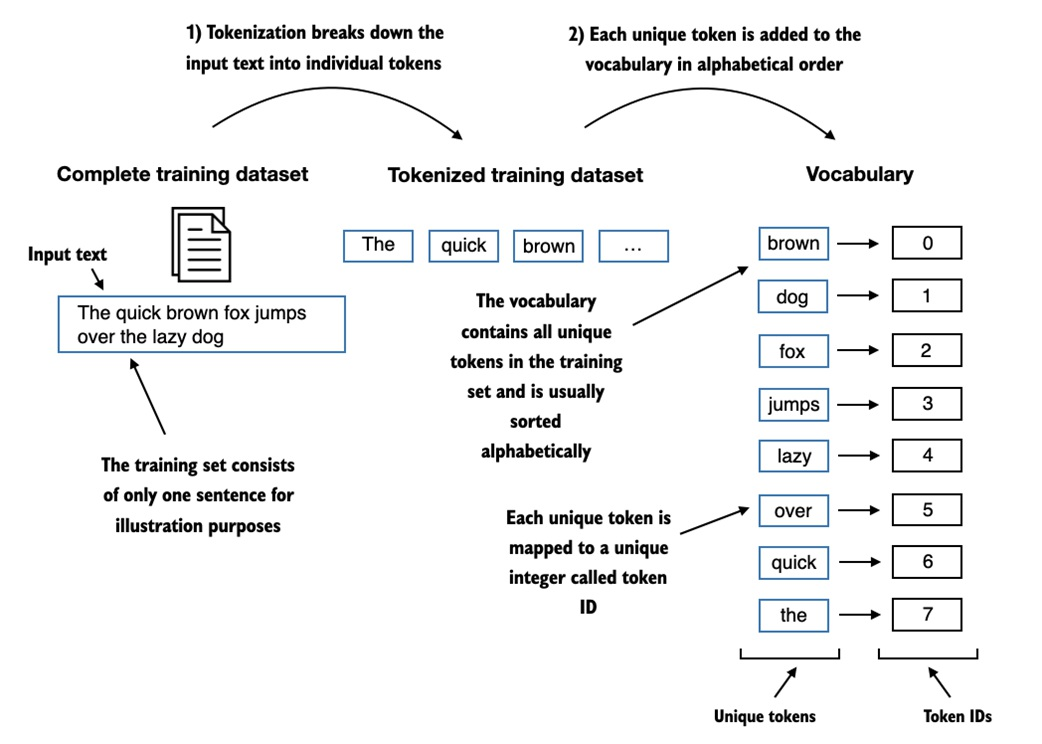 1) Tokenization breaks down the
input text into individual tokens
2) Each unique token is added to the
vocabulary in alphabetical order
Complete training dataset
Tokenized training dataset
Vocabulary
Input text
The quick brown fox jumps
over the lazy dog
The training set consists
of only one sentence for
illustration purposes
The
quick
brown
...
The vocabulary
contains all unique
tokens in the training
set and is usually
sorted
alphabetically
Each unique token is
mapped to a unique
integer called token
ID
brown 0
dog 1
fox 2
jumps 3
lazy 4
over 5
quick 6
the 7
Unique tokens
Token IDs